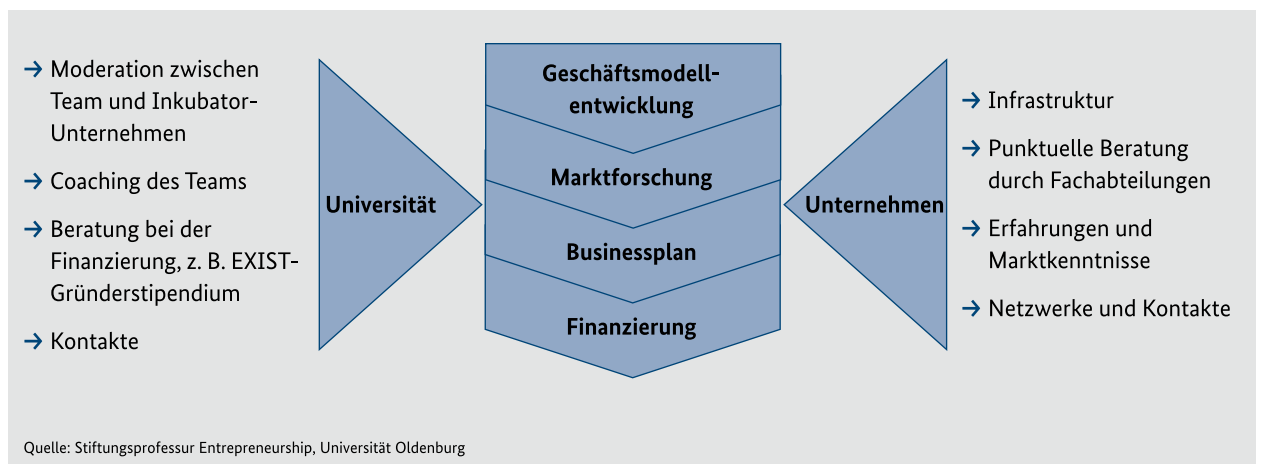 → Moderation zwischen
Team und Inkubator-
Unternehmen
→ Coaching des Teams
→ Beratung bei der
Finanzierung, z. B. EXIST-
Gründerstipendium
→ Kontakte
Universität
Geschäftsmodell-
entwicklung
Marktforschung
Businessplan
Finanzierung
Unternehmen
→ Infrastruktur
→ Punktuelle Beratung
durch Fachabteilungen
→ Erfahrungen und
Marktkenntnisse
→ Netzwerke und Kontakte
Quelle: Stiftungsprofessur Entrepreneurship, Universität Oldenburg